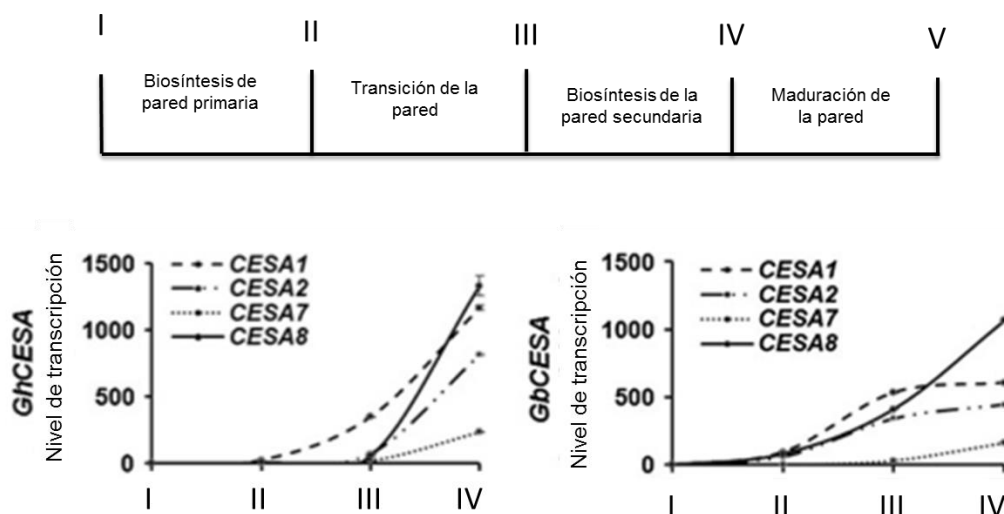 I II III IV V
Biosíntesis de
pared primaria
Transición de la
pared
Biosíntesis de la
pared secundaria
Maduración de
la pared
GhCESA
Nivel de transcripción
1500
1000
500
0
CESA1
CESA2
CESA7
CESA8
I II III IV
GbCESA
Nivel de transcripción
1500
1000
500
0
CESA1
CESA2
CESA7
CESA8
I II III IV